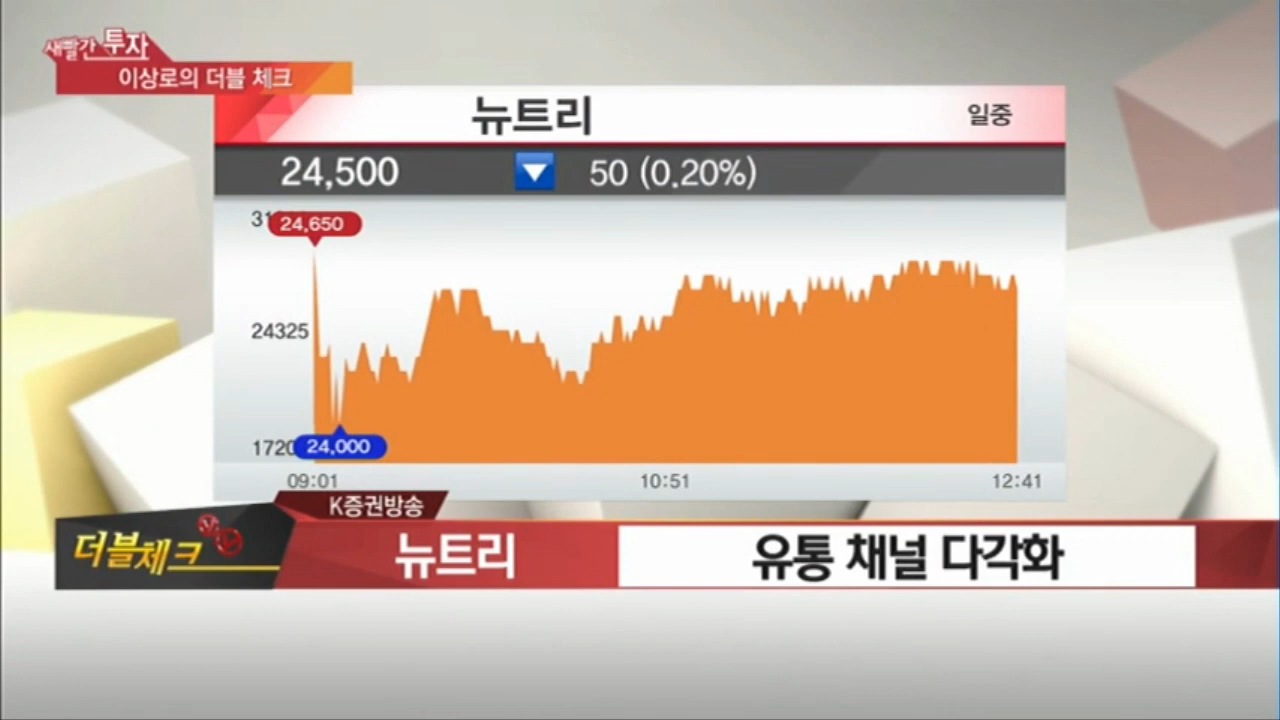 새빨간 투자
이상로의 더블 체크
뉴트리
일중
24,500 ▼ 50 (0.20%)
24,650
24325
24,000
09:01 10:51 12:41
K증권방송
더블체크
뉴트리
유통 채널 다각화